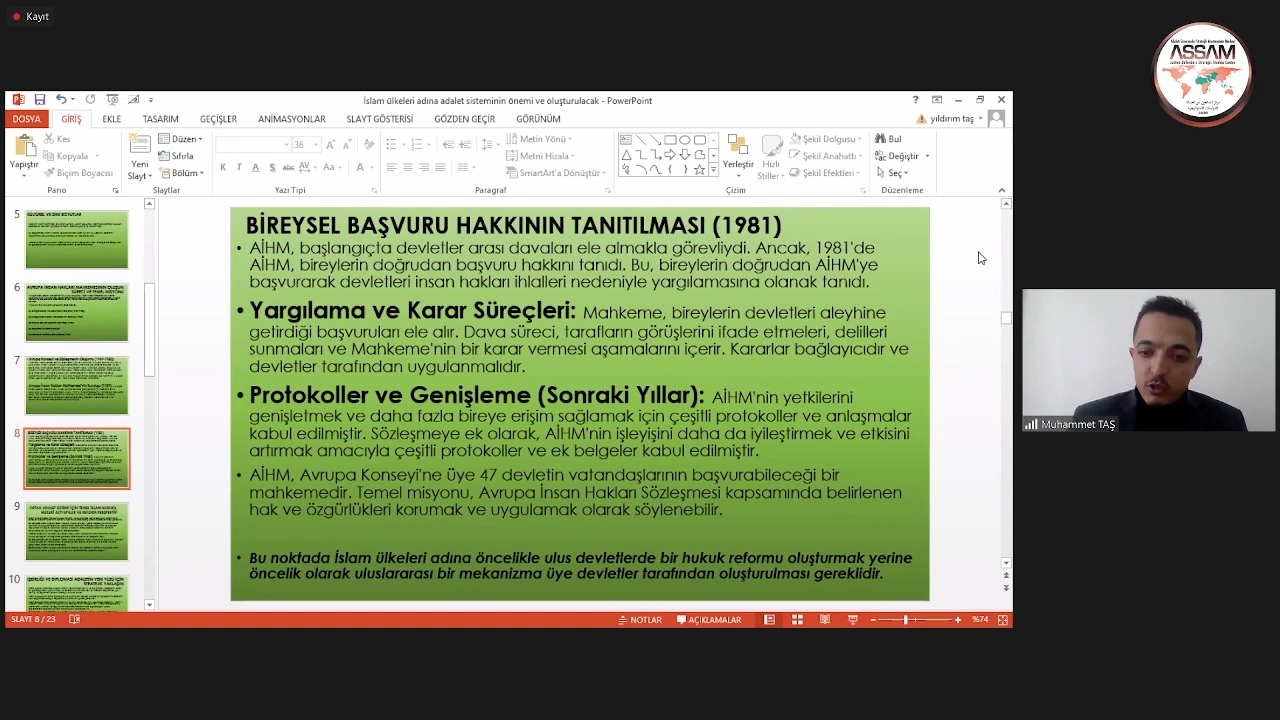 Kayıt
ASSAM
İslam ülkeleri adına adalet sisteminin önemi ve oluşturulacak - PowerPoint
DOSYA GİRİŞ EKLE TASARIM GEÇİŞLER ANİMASYONLAR SLAYT GÖSTERİSİ GÖZDEN GEÇİR GÖRÜNÜM yıldırım taş
Yapıştır
Kes
Kopyala
Biçim Boyacısı
Pano
Yeni
Slayt
Düzen
Sıfırla
Bölüm
Slaytlar
36
Yazı Tipi
Metin Yönü
Metni Hizala
SmartArt'a Dönüştür
Paragraf
Yerleştir
Hızlı
Stiller
Şekil Dolgusu
Şekil Anahattı
Şekil Efektleri
Çizim
Bul
Değiştir
Seç
Düzenleme
5
6
7
8
9
10
BİREYSEL BAŞVURU HAKKININ TANITILMASI (1981)
• AİHM, başlangıçta devletlerarası davaları ele almakla görevliydi. Ancak, 1981'de
AİHM, bireylerin doğrudan başvuru hakkını tanıdı. Bu, bireylerin doğrudan AİHM'ye
başvurarak devletleri insan hakları ihlalleri nedeniyle yargılamasına olanak tanıdı.
• Yargılama ve Karar Süreçleri: Mahkeme, bireylerin devletleri aleyhine
getirdiği başvuruları ele alır. Dava süreci, tarafların görüşlerini ifade etmeleri, delilleri
sunmaları ve Mahkeme'nin bir karar vermesi aşamalarını içerir. Kararlar bağlayıcıdır ve
devletler tarafından uygulanmalıdır.
• Protokoller ve Genişleme (Sonraki Yıllar): AİHM'nin yetkilerini
genişletmek ve daha fazla bireye erişim sağlamak için çeşitli protokoller ve anlaşmalar
kabul edilmiştir. Sözleşmeye ek olarak, AİHM'nin işleyişini daha da iyileştirmek ve etkisini
artırmak amacıyla çeşitli protokoller ve ek belgeler kabul edilmiştir.
• AİHM, Avrupa Konseyi'ne üye 47 devletin vatandaşlarının başvurabileceği bir
mahkemedir. Temel misyonu, Avrupa İnsan Hakları Sözleşmesi kapsamında belirlenen
hak ve özgürlükleri korumak ve uygulamak olarak söylenebilir.
• Bu noktada İslam ülkeleri adına öncelikle ulus devletlerde bir hukuk reformu oluşturmak yerine
öncelik olarak uluslararası bir mekanizma üye devletler tarafından oluşturulması gereklidir.
Muhammet TAŞ
SLAYT 8 / 23 NOTLAR AÇIKLAMALAR %74